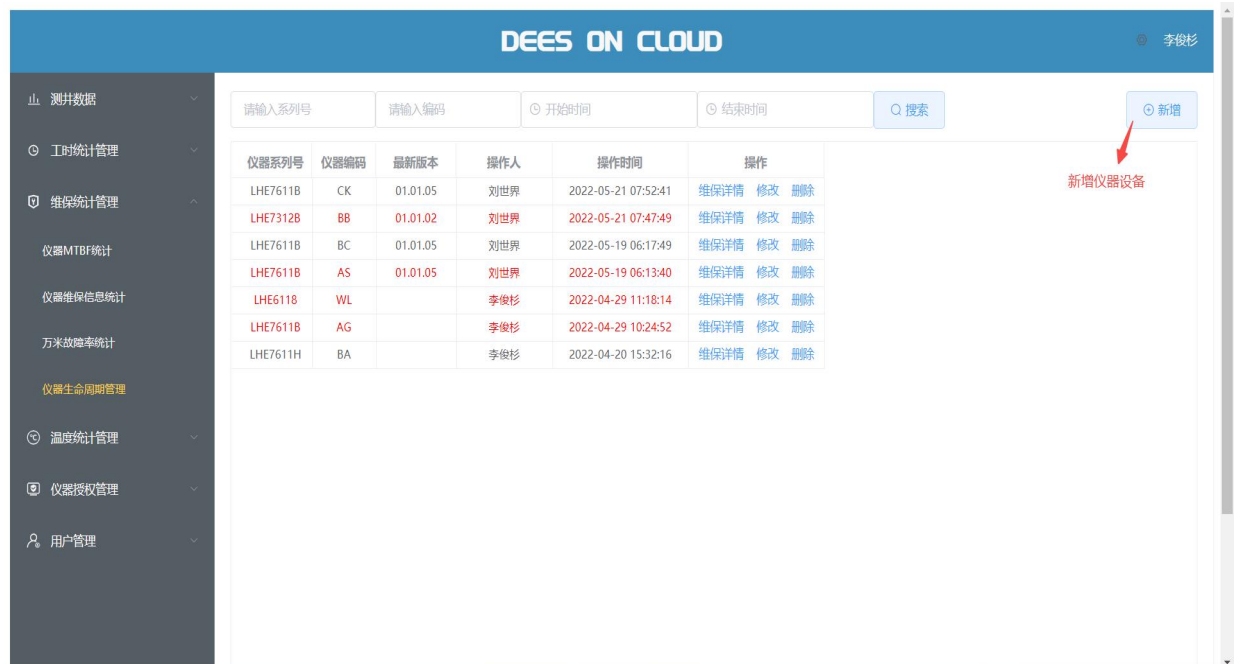 DEES ON CLOUD
李俊杉
测井数据
工时统计管理
维保统计管理
仪器MTBF统计
仪器维保信息统计
万米故障率统计
仪器生命周期管理
温度统计管理
仪器授权管理
用户管理
请输入系列号 请输入编码 开始时间 结束时间 搜索 新增
新增仪器设备
仪器系列号 仪器编码 最新版本 操作人 操作时间 操作
LHE7611B CK 01.01.05 刘世界 2022-05-21 07:52:41 维保详情 修改 删除
LHE7312B BB 01.01.02 刘世界 2022-05-21 07:47:49 维保详情 修改 删除
LHE7611B BC 01.01.05 刘世界 2022-05-19 06:17:49 维保详情 修改 删除
LHE7611B AS 01.01.05 刘世界 2022-05-19 06:13:40 维保详情 修改 删除
LHE6118 WL 李俊杉 2022-04-29 11:18:14 维保详情 修改 删除
LHE7611B AG 李俊杉 2022-04-29 10:24:52 维保详情 修改 删除
LHE7611H BA 李俊杉 2022-04-20 15:32:16 维保详情 修改 删除